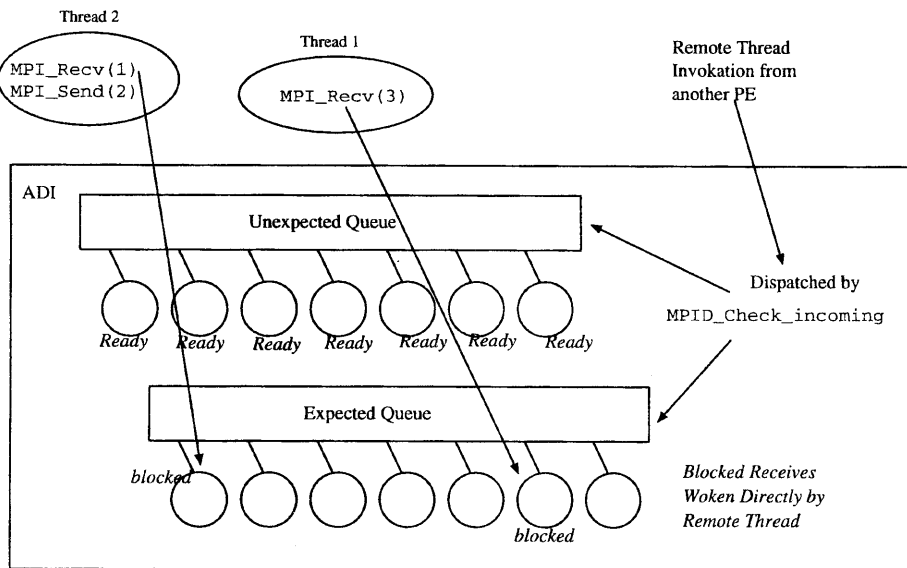 Thread 2
MPI_Recv(1)
MPI_Send(2)
Thread 1
MPI_Recv(3)
Remote Thread
Invokation from
another PE
ADI
Unexpected Queue
Ready Ready Ready Ready Ready Ready Ready
Dispatched by
MPID_Check_incoming
Expected Queue
blocked
blocked
Blocked Receives
Woken Directly by
Remote Thread